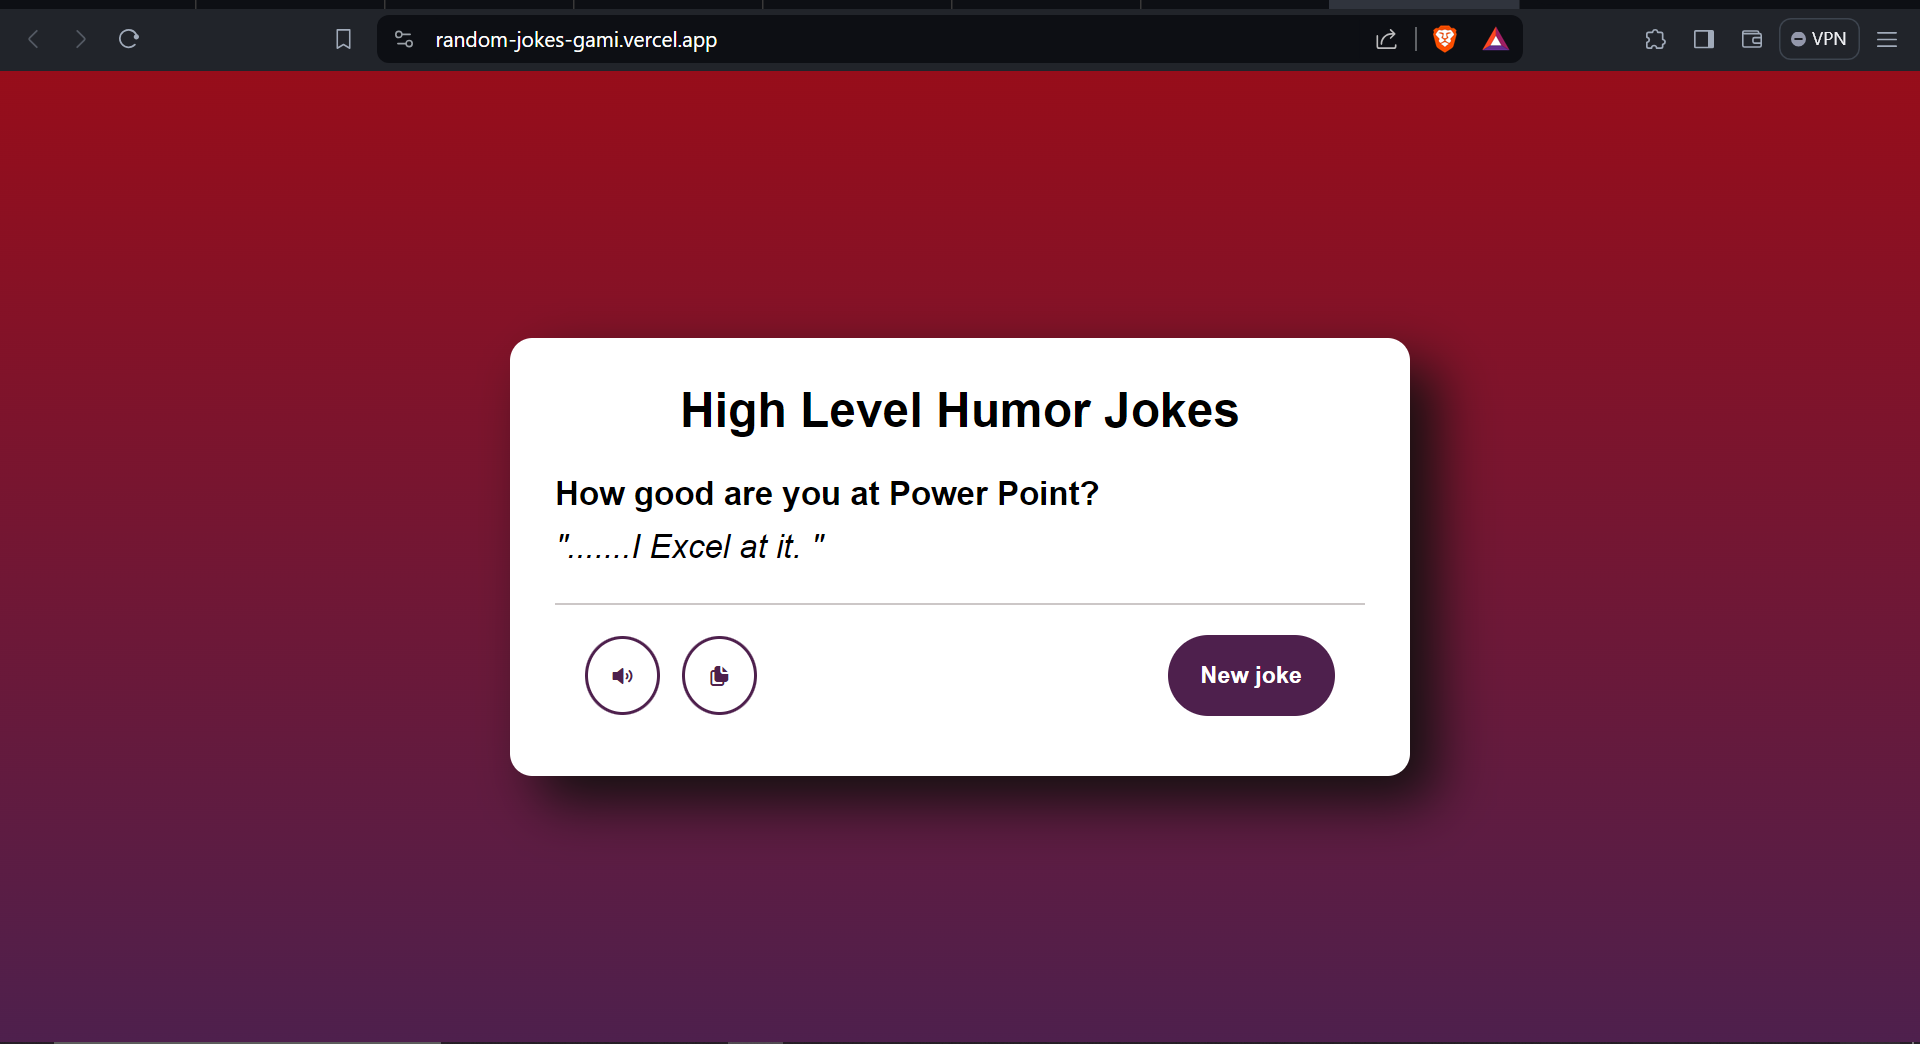 random-jokes-gami.vercel.app
VPN
High Level Humor Jokes
How good are you at Power Point?
".......I Excel at it. "
New joke